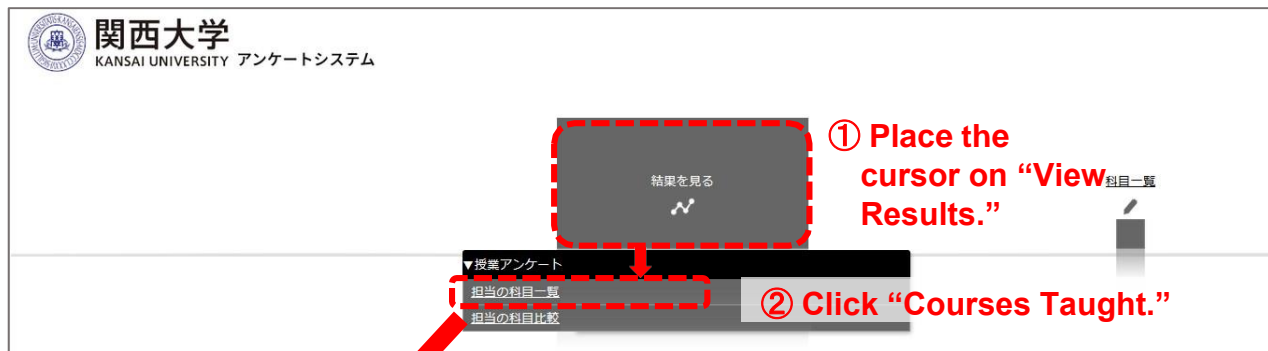 関西大学
KANSAI UNIVERSITY アンケートシステム
① Place the
cursor on “View
Results.”
結果を見る
科目一覧
▼授業アンケート
担当の科目一覧
② Click “Courses Taught.”
担当の科目比較